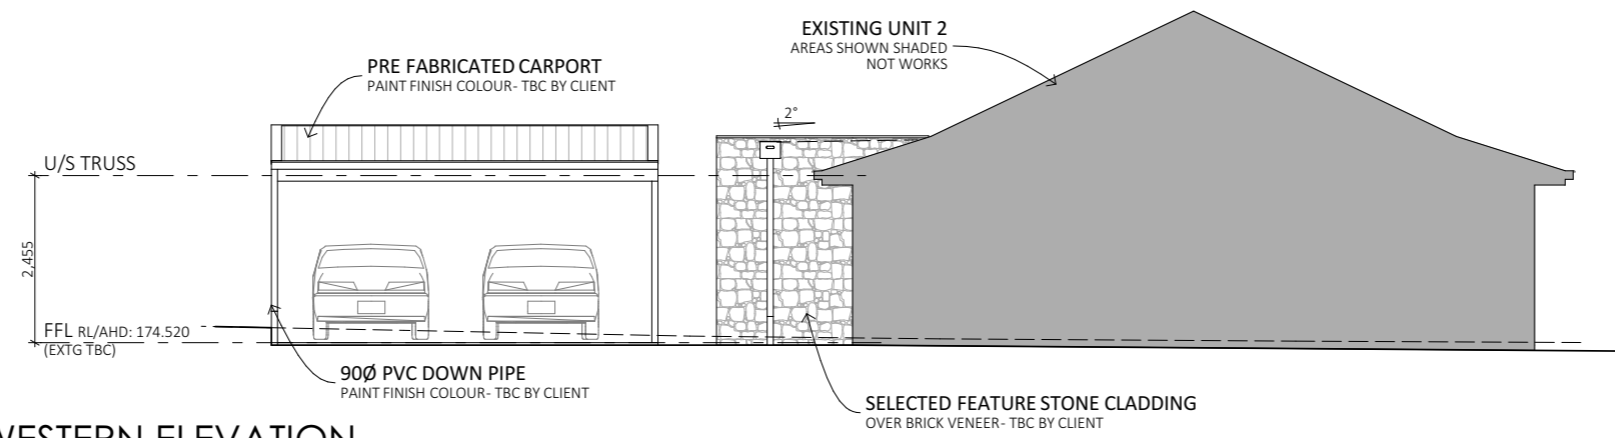 EXISTING UNIT 2
AREAS SHOWN SHADED
NOT WORKS
PRE FABRICATED CARPORT
PAINT FINISH COLOUR- TBC BY CLIENT
2°
U/S TRUSS
2,455
FFL RL/AHD: 174.520
(EXTG TBC)
90Ø PVC DOWN PIPE
PAINT FINISH COLOUR- TBC BY CLIENT
SELECTED FEATURE STONE CLADDING
OVER BRICK VENEER- TBC BY CLIENT
WESTERN ELEVATION